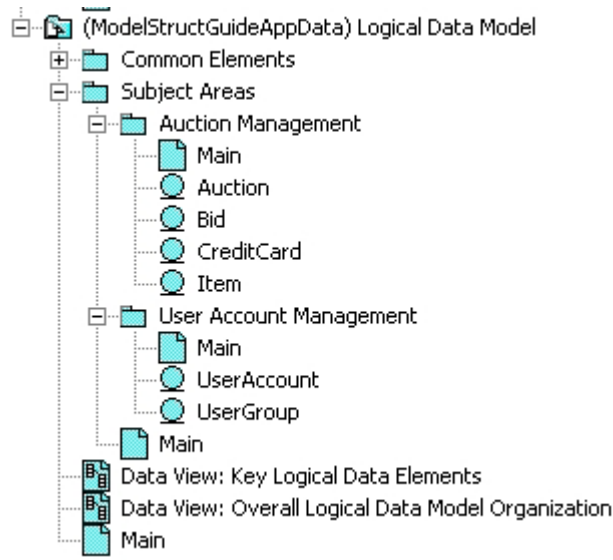 (ModelStructGuideAppData) Logical Data Model
Common Elements
Subject Areas
Auction Management
Main
Auction
Bid
CreditCard
Item
User Account Management
Main
UserAccount
UserGroup
Main
Data View: Key Logical Data Elements
Data View: Overall Logical Data Model Organization
Main